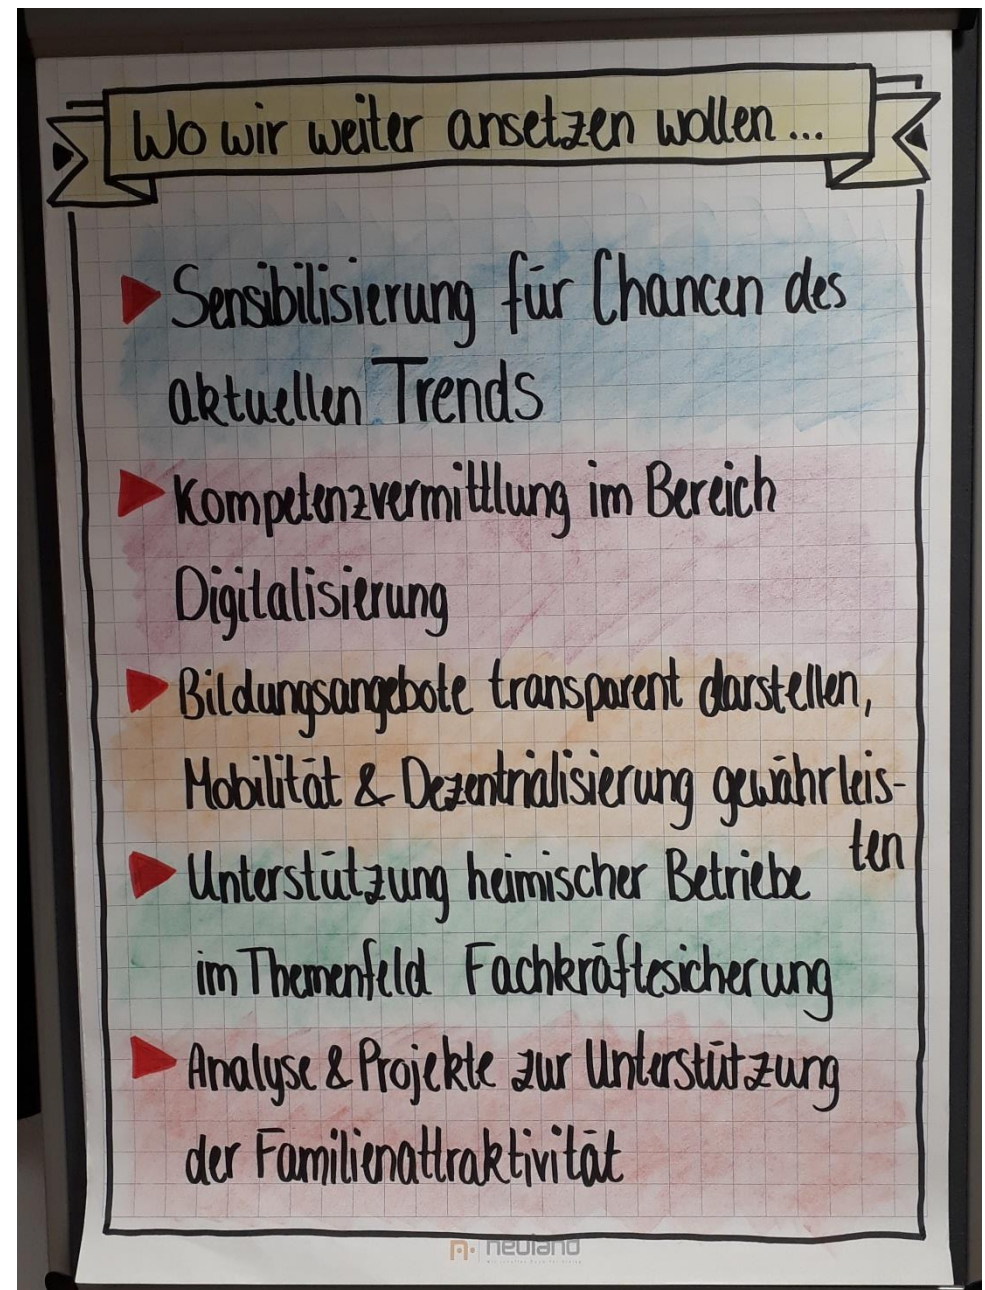 Wo wir weiter ansetzen wollen...
Sensibilisierung für Chancen des
aktuellen Trends
Kompetenzvermittlung im Bereich
Digitalisierung
Bildungsangebote transparent darstellen,
Mobilität & Dezentrialisierung gewährleis-
ten
Unterstützung heimischer Betriebe
im Themenfeld Fachkräftesicherung
Analyse & Projekte zur Unterstützung
der Familienattraktivität
neuland